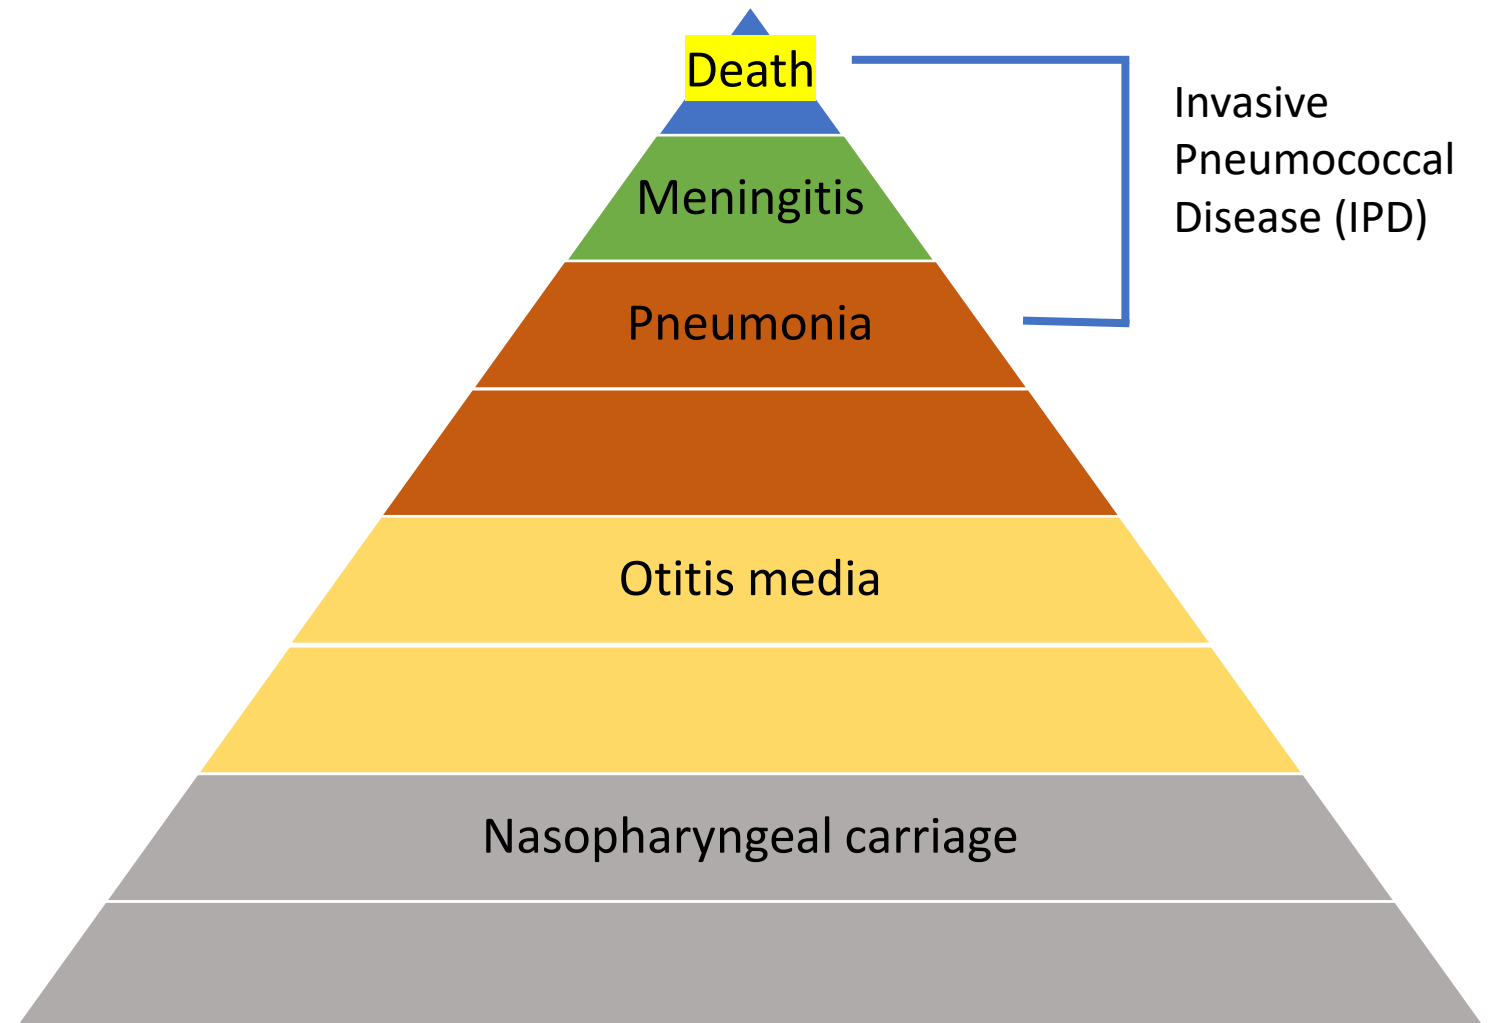 Death
Invasive
Pneumococcal
Disease (IPD)
Meningitis
Pneumonia
Otitis media
Nasopharyngeal carriage